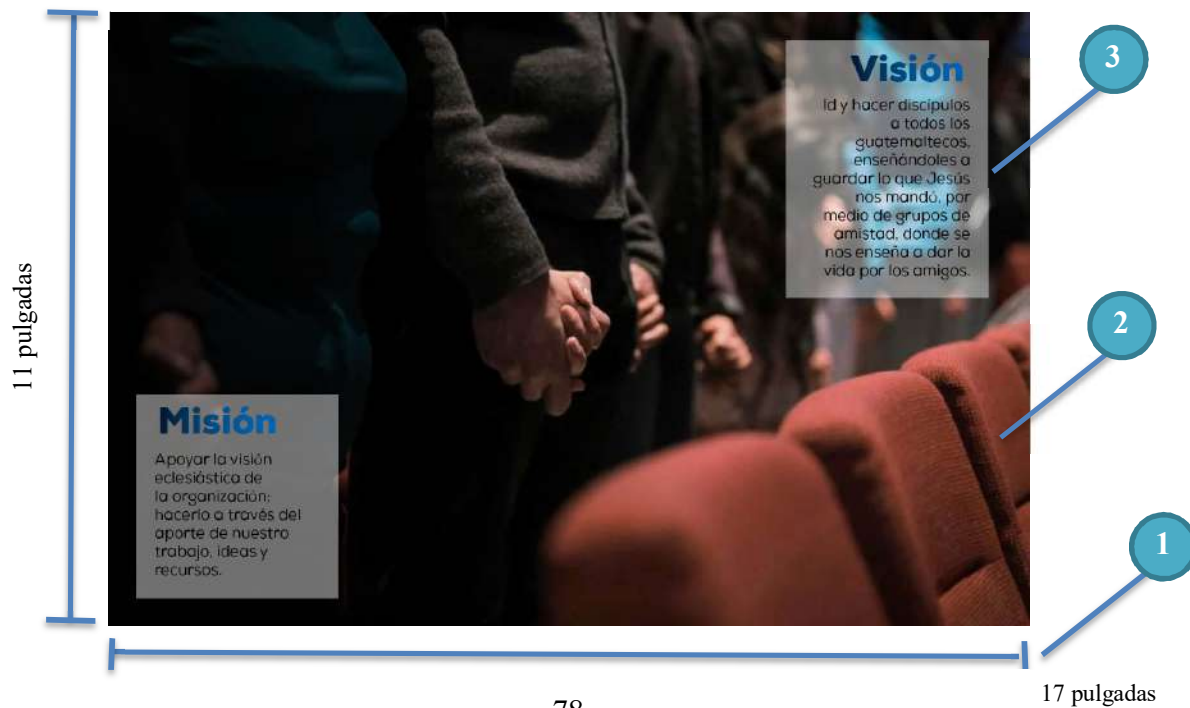 11 pulgadas
Visión
Id y hacer discípulos
a todos los
guatemaltecos,
enseñándoles a
guardar lo que Jesús
nos mandó, por
medio de grupos de
amistad, donde se
nos enseña a dar la
vida por los amigos.
3
2
Misión
Apoyar la visión
eclesiástica de
la organización;
hacerlo a través del
aporte de nuestro
trabajo, ideas y
recursos.
1
17 pulgadas
78